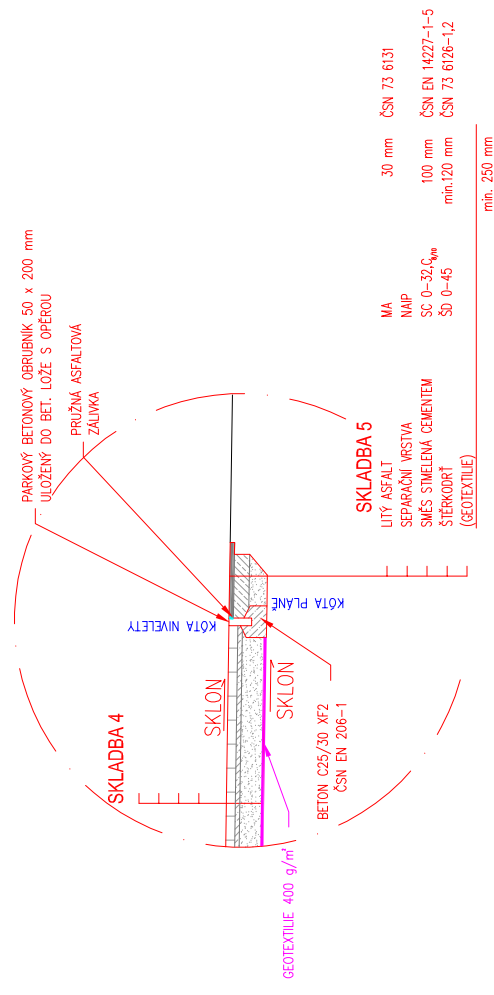 PARKOVÝ BETONOVÝ OBRUBNÍK 50 x 200 mm
ULOŽENÝ DO BET. LOŽE S OPĚROU
PRUŽNÁ ASFALTOVÁ
ZÁLIVKA
SKLADBA 4
SKLON
SKLON
KÓTA NIVELETY
KÓTA PLÁNĚ
BETON C25/30 XF2
ČSN EN 206-1
GEOTEXTILIE 400 g/m²
SKLADBA 5
LITÝ ASFALT MA 30 mm ČSN 73 6131
SEPARAČNÍ VRSTVA NAIP
SMĚS STMELENÁ CEMENTEM SC 0-32,C8/10 100 mm ČSN EN 14227-1-5
ŠTĚRKODRŤ ŠD 0-45 min.120 mm ČSN 73 6126-1,2
(GEOTEXTILIE)
min. 250 mm